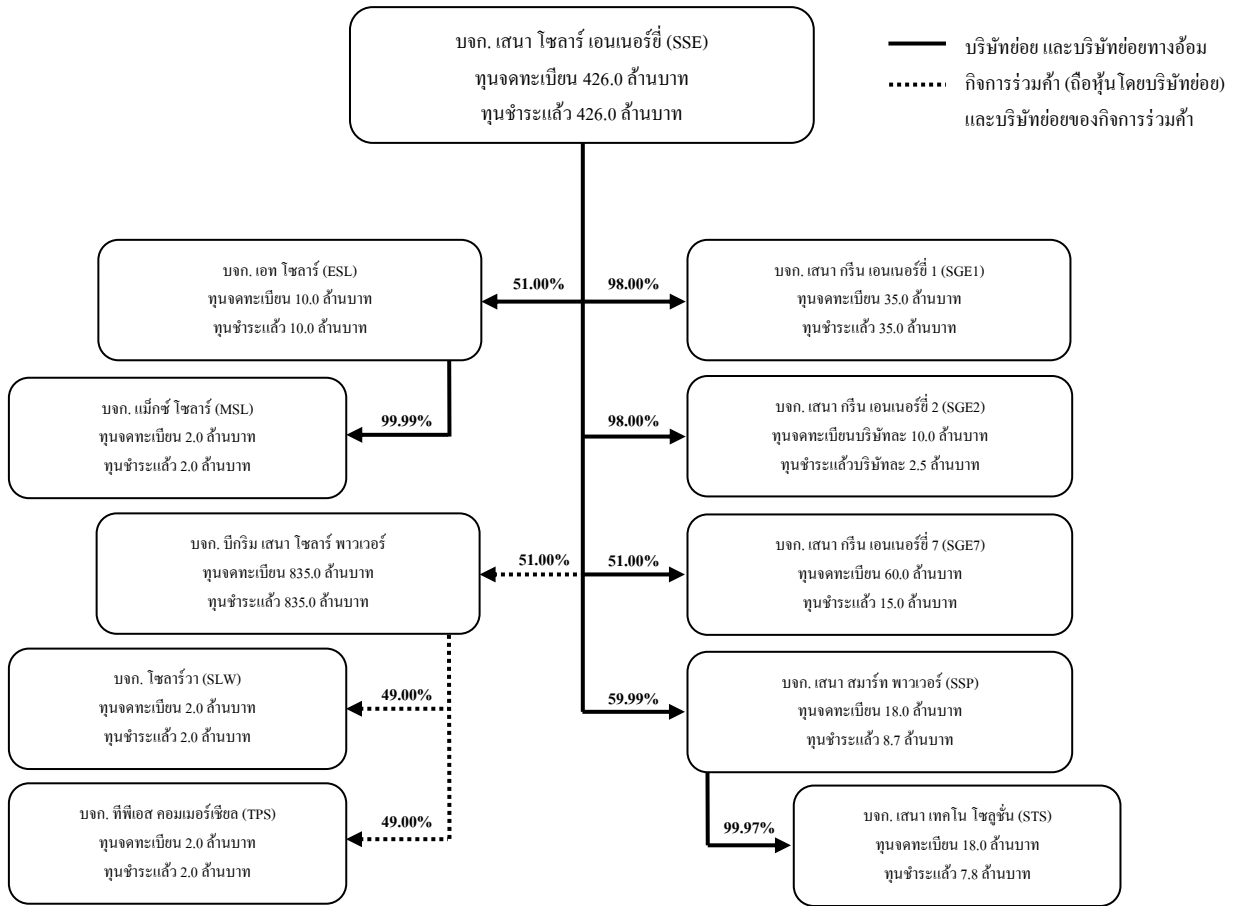 บจก. เสนา โซลาร์ เอนเนอร์ยี่ (SSE)
ทุนจดทะเบียน 426.0 ล้านบาท
ทุนชำระแล้ว 426.0 ล้านบาท
บริษัทย่อย และบริษัทย่อยทางอ้อม
กิจการร่วมค้า (ถือหุ้นโดยบริษัทย่อย)
และบริษัทย่อยของกิจการร่วมค้า
บจก. เอท โซลาร์ (ESL)
ทุนจดทะเบียน 10.0 ล้านบาท
ทุนชำระแล้ว 10.0 ล้านบาท
51.00%
98.00%
บจก. เสนา กรีน เอนเนอร์ยี่ 1 (SGE1)
ทุนจดทะเบียน 35.0 ล้านบาท
ทุนชำระแล้ว 35.0 ล้านบาท
บจก. แม็กซ์ โซลาร์ (MSL)
ทุนจดทะเบียน 2.0 ล้านบาท
ทุนชำระแล้ว 2.0 ล้านบาท
99.99%
98.00%
บจก. เสนา กรีน เอนเนอร์ยี่ 2 (SGE2)
ทุนจดทะเบียนบริษัทละ 10.0 ล้านบาท
ทุนชำระแล้วบริษัทละ 2.5 ล้านบาท
บจก. บีกริม เสนา โซลาร์ พาวเวอร์
ทุนจดทะเบียน 835.0 ล้านบาท
ทุนชำระแล้ว 835.0 ล้านบาท
51.00%
51.00%
บจก. เสนา กรีน เอนเนอร์ยี่ 7 (SGE7)
ทุนจดทะเบียน 60.0 ล้านบาท
ทุนชำระแล้ว 15.0 ล้านบาท
บจก. โซลาร์วา (SLW)
ทุนจดทะเบียน 2.0 ล้านบาท
ทุนชำระแล้ว 2.0 ล้านบาท
49.00%
59.99%
บจก. เสนา สมาร์ท พาวเวอร์ (SSP)
ทุนจดทะเบียน 18.0 ล้านบาท
ทุนชำระแล้ว 8.7 ล้านบาท
บจก. ทีพีเอส คอมเมอร์เชียล (TPS)
ทุนจดทะเบียน 2.0 ล้านบาท
ทุนชำระแล้ว 2.0 ล้านบาท
49.00%
99.97%
บจก. เสนา เทคโน โซลูชั่น (STS)
ทุนจดทะเบียน 18.0 ล้านบาท
ทุนชำระแล้ว 7.8 ล้านบาท